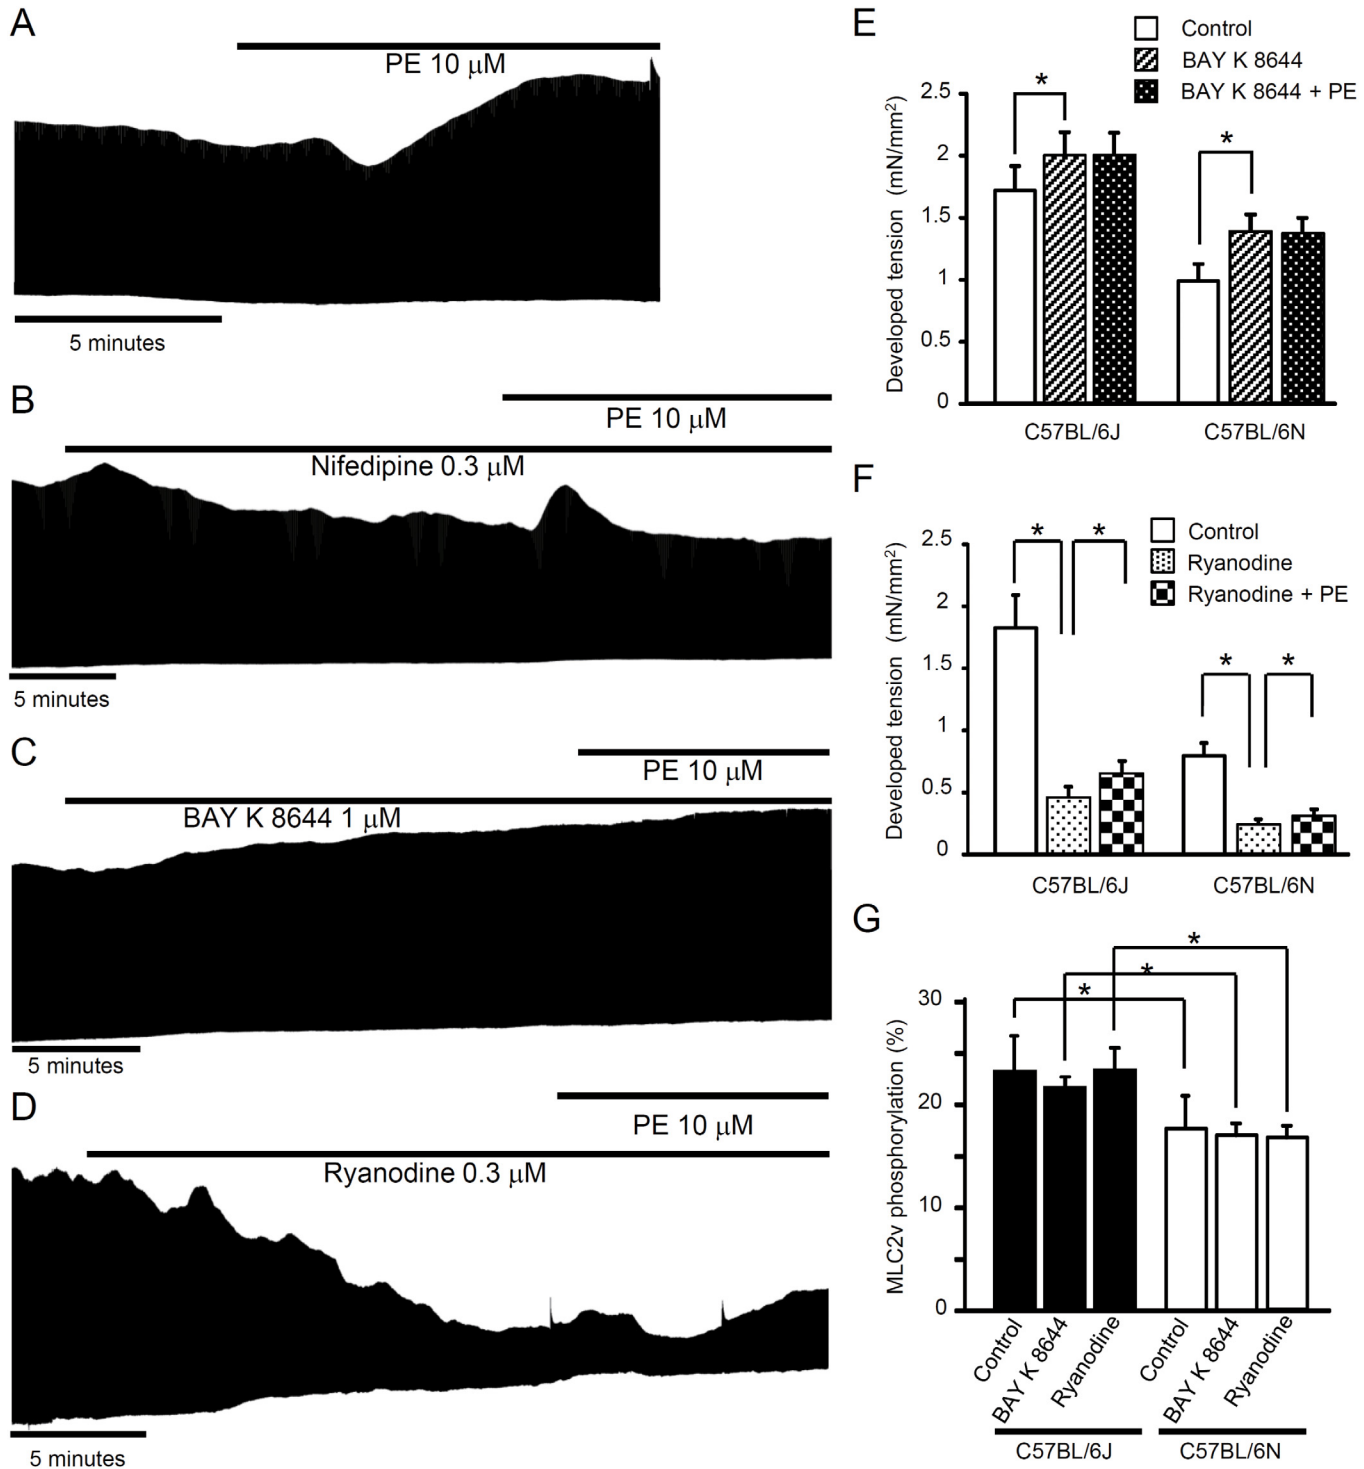 A
PE 10 μM
5 minutes
B
PE 10 μM
Nifedipine 0.3 μM
5 minutes
C
PE 10 μM
BAY K 8644 1 μM
5 minutes
D
PE 10 μM
Ryanodine 0.3 μM
5 minutes
E
Control
BAY K 8644
BAY K 8644 + PE
Developed tension (mN/mm²)
2.5
2
1.5
1
0.5
0
*
*
C57BL/6J
C57BL/6N
F
Control
Ryanodine
Ryanodine + PE
Developed tension (mN/mm²)
2.5
2
1.5
1
0.5
0
* *
* *
C57BL/6J
C57BL/6N
G
MLC2v phosphorylation (%)
30
20
10
0
*
*
*
Control
BAY K 8644
Ryanodine
Control
BAY K 8644
Ryanodine
C57BL/6J
C57BL/6N